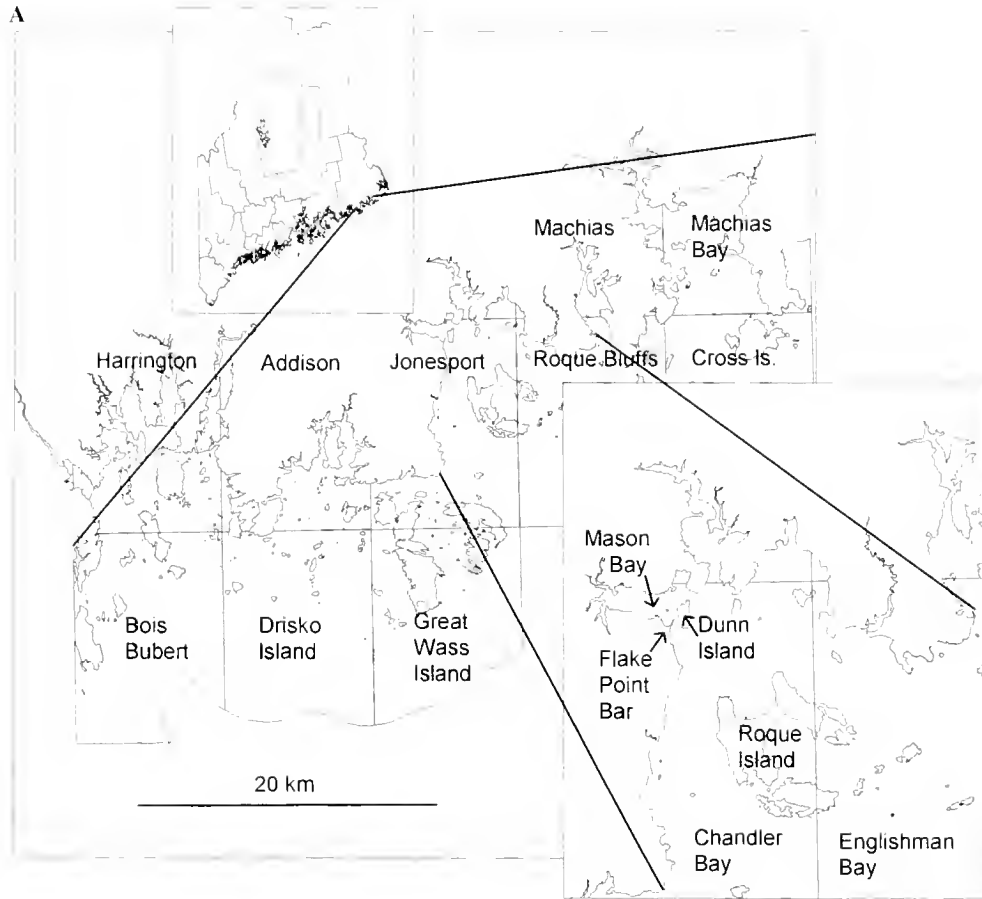 A
Machias
Machias
Bay
Harrington
Addison
Jonesport
Roque Bluffs
Cross Is.
Mason
Bay
Bois
Bubert
Drisko
Island
Great
Wass
Island
Dunn
Island
Flake
Point
Bar
Roque
Island
20 km
Chandler
Bay
Englishman
Bay